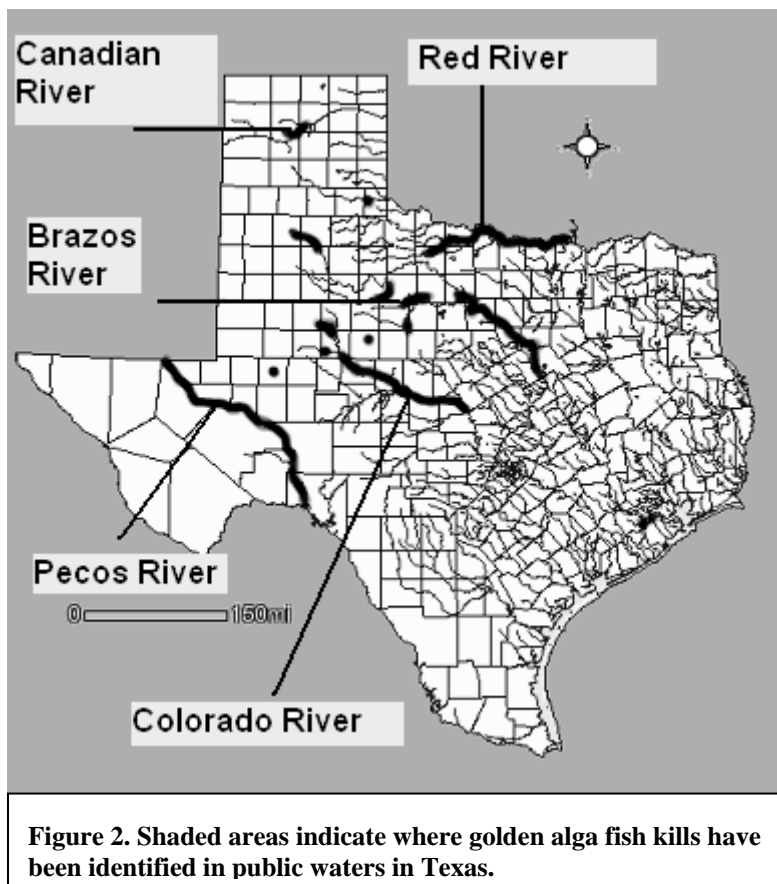 Canadian
River
Red River
Brazos
River
Pecos River
0 150mi
Colorado River
Figure 2. Shaded areas indicate where golden alga fish kills have
been identified in public waters in Texas.